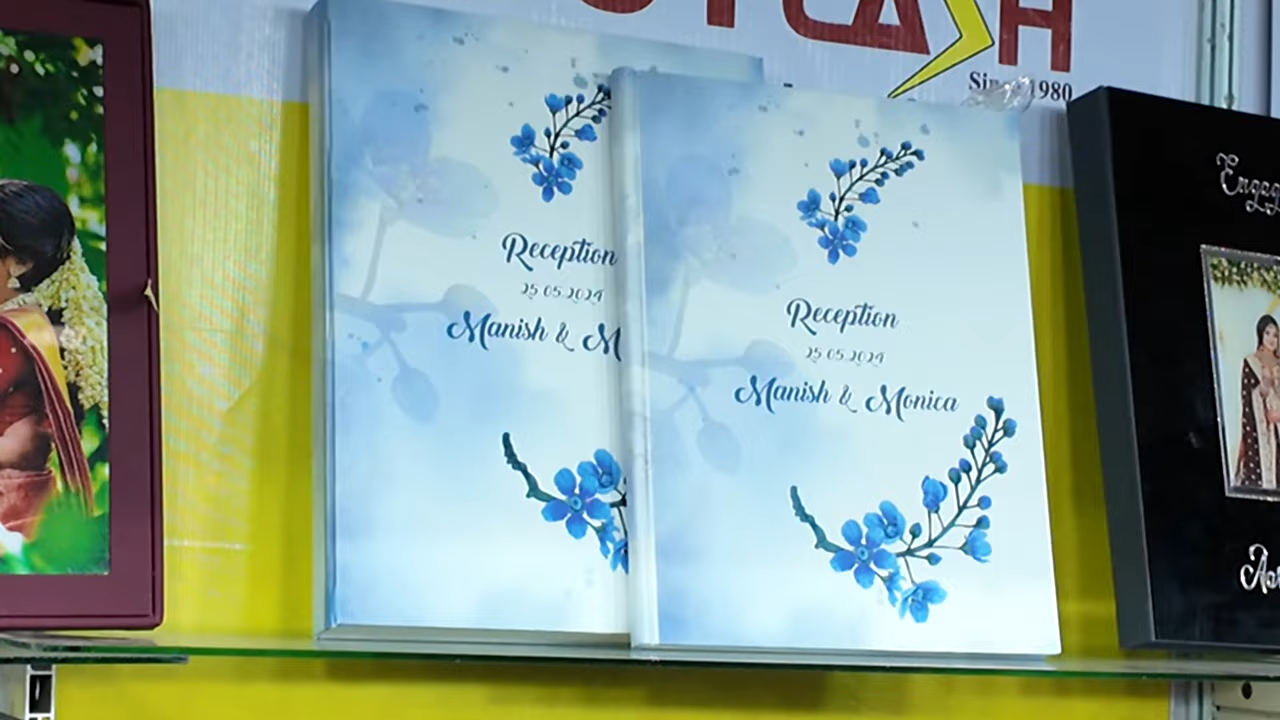 Since 1980
Reception
25 05.2024
Manish & M
Reception
25 05.2024
Manish & Monica